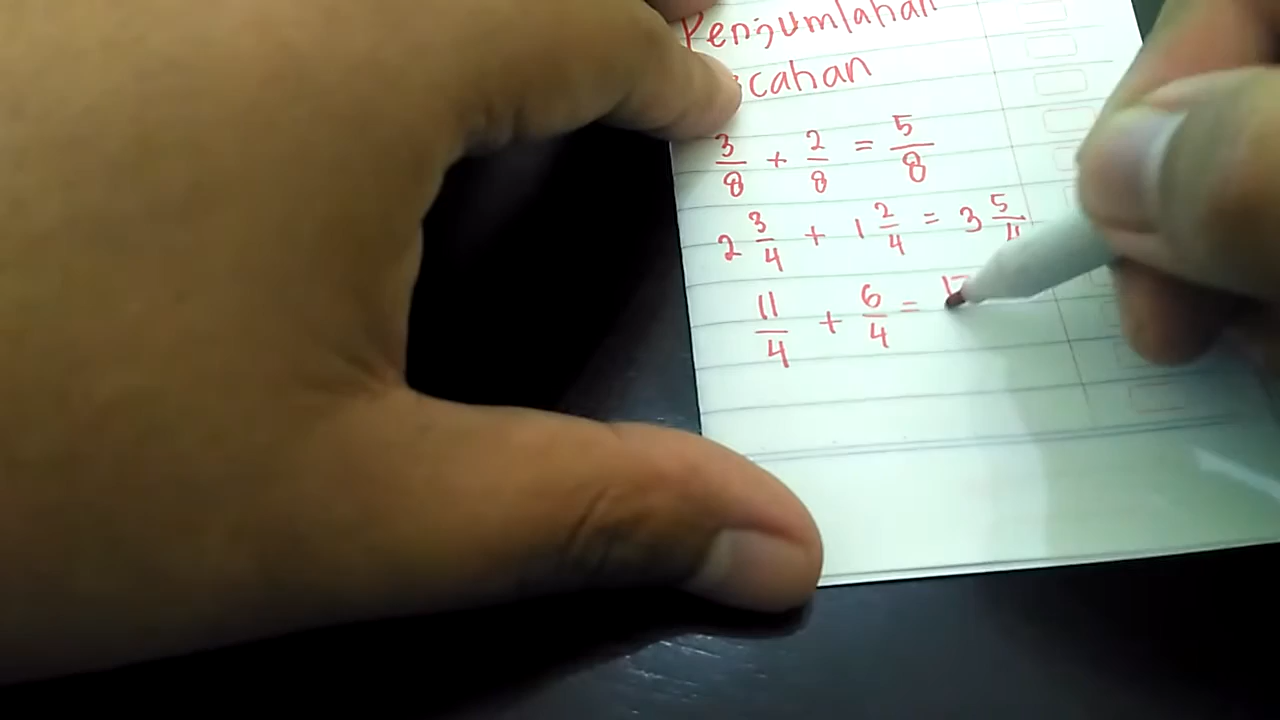 Penjumlahan
cahan
3/8 + 2/8 = 5/8
2 3/4 + 1 2/4 = 3 5/4
11/4 + 6/4 = 17